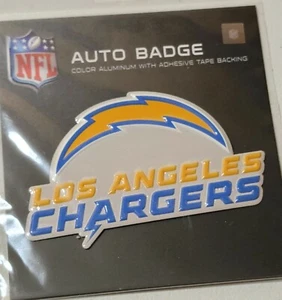 NFL
AUTO BADGE
COLOR ALUMINUM WITH ADHESIVE TAPE BACKING
LOS ANGELES
CHARGERS